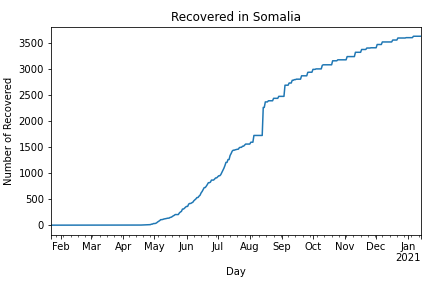 Recovered in Somalia
Number of Recovered
3500
3000
2500
2000
1500
1000
500
0
Feb Mar Apr May Jun Jul Aug Sep Oct Nov Dec Jan
2021
Day